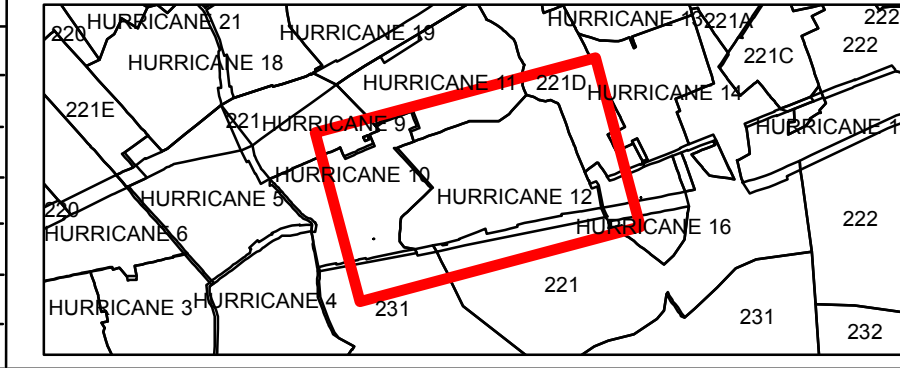 HURRICANE 21
HURRICANE 13
221A
222
220
HURRICANE 19
222
HURRICANE 18
221C
HURRICANE 11
221D
HURRICANE 14
221E
221
HURRICANE 9
HURRICANE 1
HURRICANE 10
HURRICANE 5
HURRICANE 12
220
222
HURRICANE 6
HURRICANE 16
221
HURRICANE 3
HURRICANE 4
231
231
232